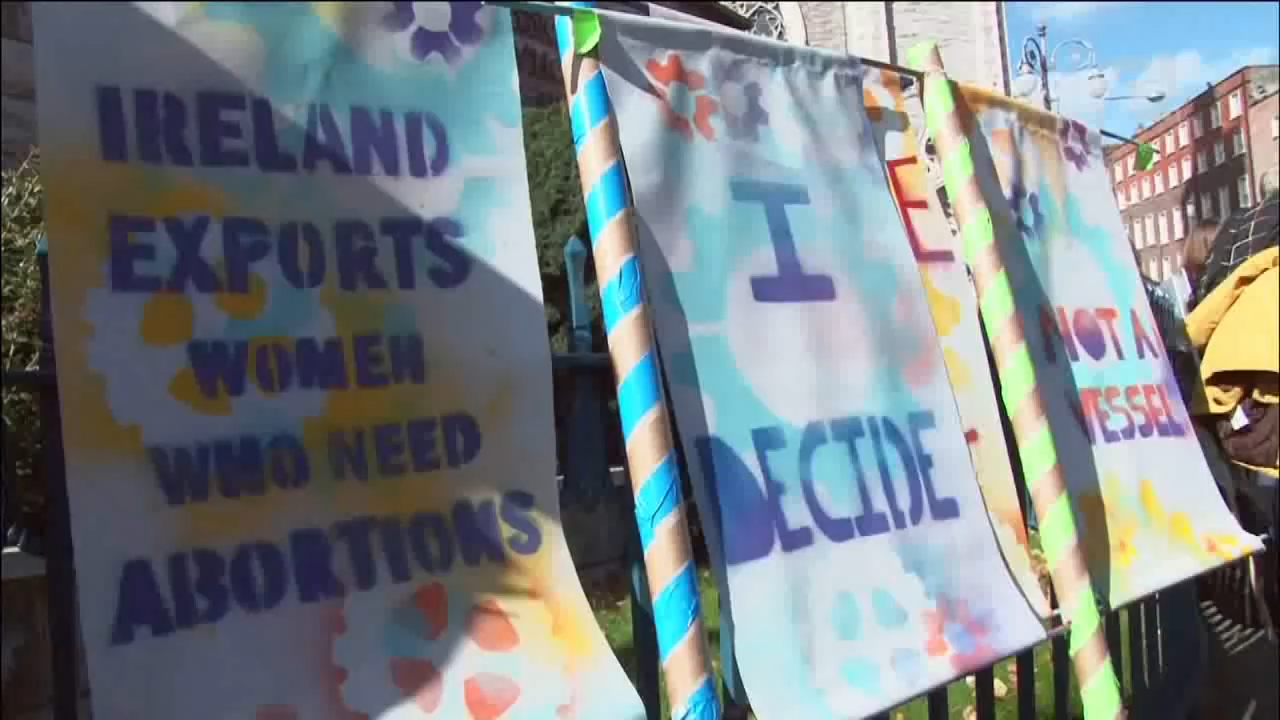 IRELAND
EXPORTS
WOMEN
WHO NEED
ABORTIONS
I
DECIDE
E
NOT A
VESSEL